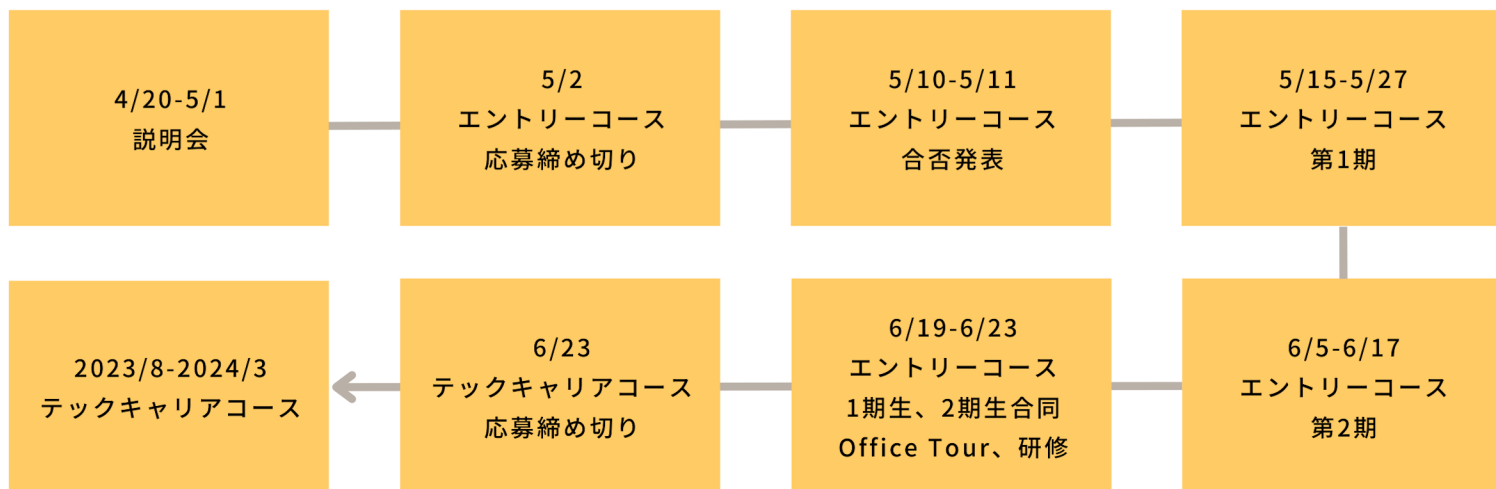 4/20-5/1
説明会
5/2
エントリーコース
応募締め切り
5/10-5/11
エントリーコース
合否発表
5/15-5/27
エントリーコース
第1期
6/5-6/17
エントリーコース
第2期
6/19-6/23
エントリーコース
1期生、2期生合同
Office Tour、研修
6/23
テックキャリアコース
応募締め切り
2023/8-2024/3
テックキャリアコース